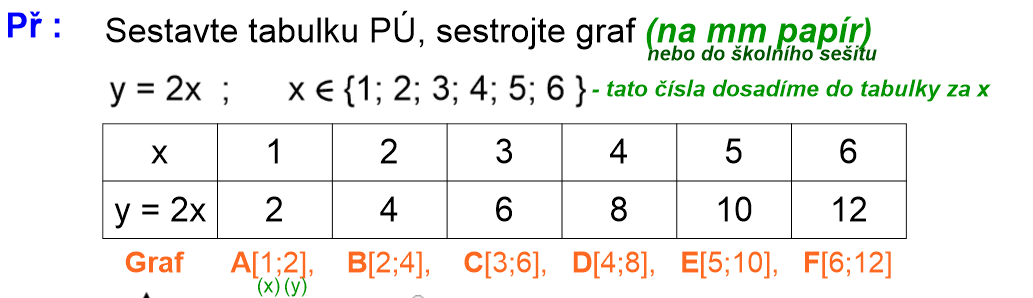 Př : Sestavte tabulku PÚ, sestrojte graf (na mm papír)
nebo do školního sešitu
y = 2x ; x ∈ {1; 2; 3; 4; 5; 6 } - tato čísla dosadíme do tabulky za x
x 1 2 3 4 5 6
y = 2x 2 4 6 8 10 12
Graf A[1;2], B[2;4], C[3;6], D[4;8], E[5;10], F[6;12]
(x) (y)